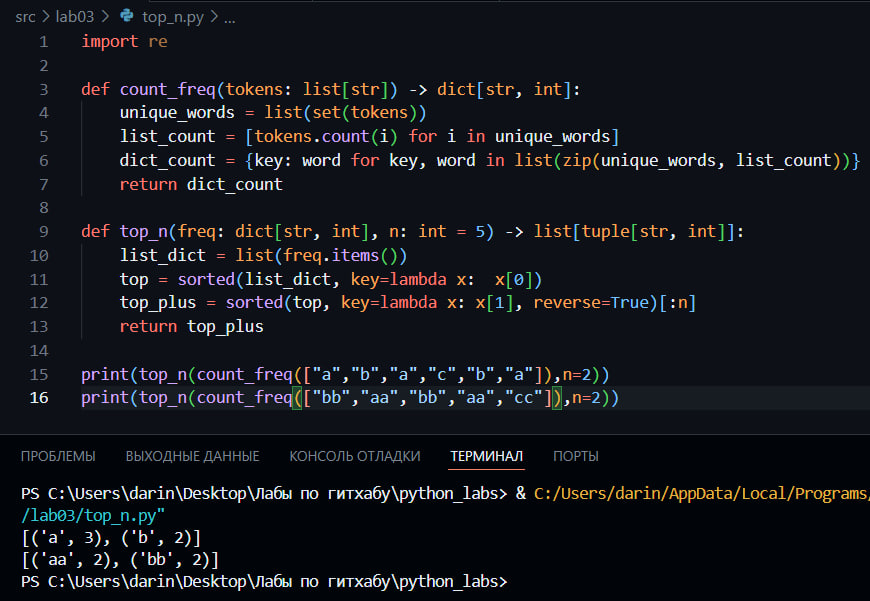 src > lab03 > top_n.py > ...
1 import re
2
3 def count_freq(tokens: list[str]) -> dict[str, int]:
4     unique_words = list(set(tokens))
5     list_count = [tokens.count(i) for i in unique_words]
6     dict_count = {key: word for key, word in list(zip(unique_words, list_count))}
7     return dict_count
8
9 def top_n(freq: dict[str, int], n: int = 5) -> list[tuple[str, int]]:
10     list_dict = list(freq.items())
11     top = sorted(list_dict, key=lambda x:  x[0])
12     top_plus = sorted(top, key=lambda x: x[1], reverse=True)[:n]
13     return top_plus
14
15 print(top_n(count_freq(["a","b","a","c","b","a"]),n=2))
16 print(top_n(count_freq(["bb","aa","bb","aa","cc"]),n=2))
ПРОБЛЕМЫ ВЫХОДНЫЕ ДАННЫЕ КОНСОЛЬ ОТЛАДКИ ТЕРМИНАЛ ПОРТЫ
PS C:\Users\darin\Desktop\Лабы по гитхабу\python_labs> & C:/Users/darin/AppData/Local/Programs/
/lab03/top_n.py"
[('a', 3), ('b', 2)]
[('aa', 2), ('bb', 2)]
PS C:\Users\darin\Desktop\Лабы по гитхабу\python_labs>